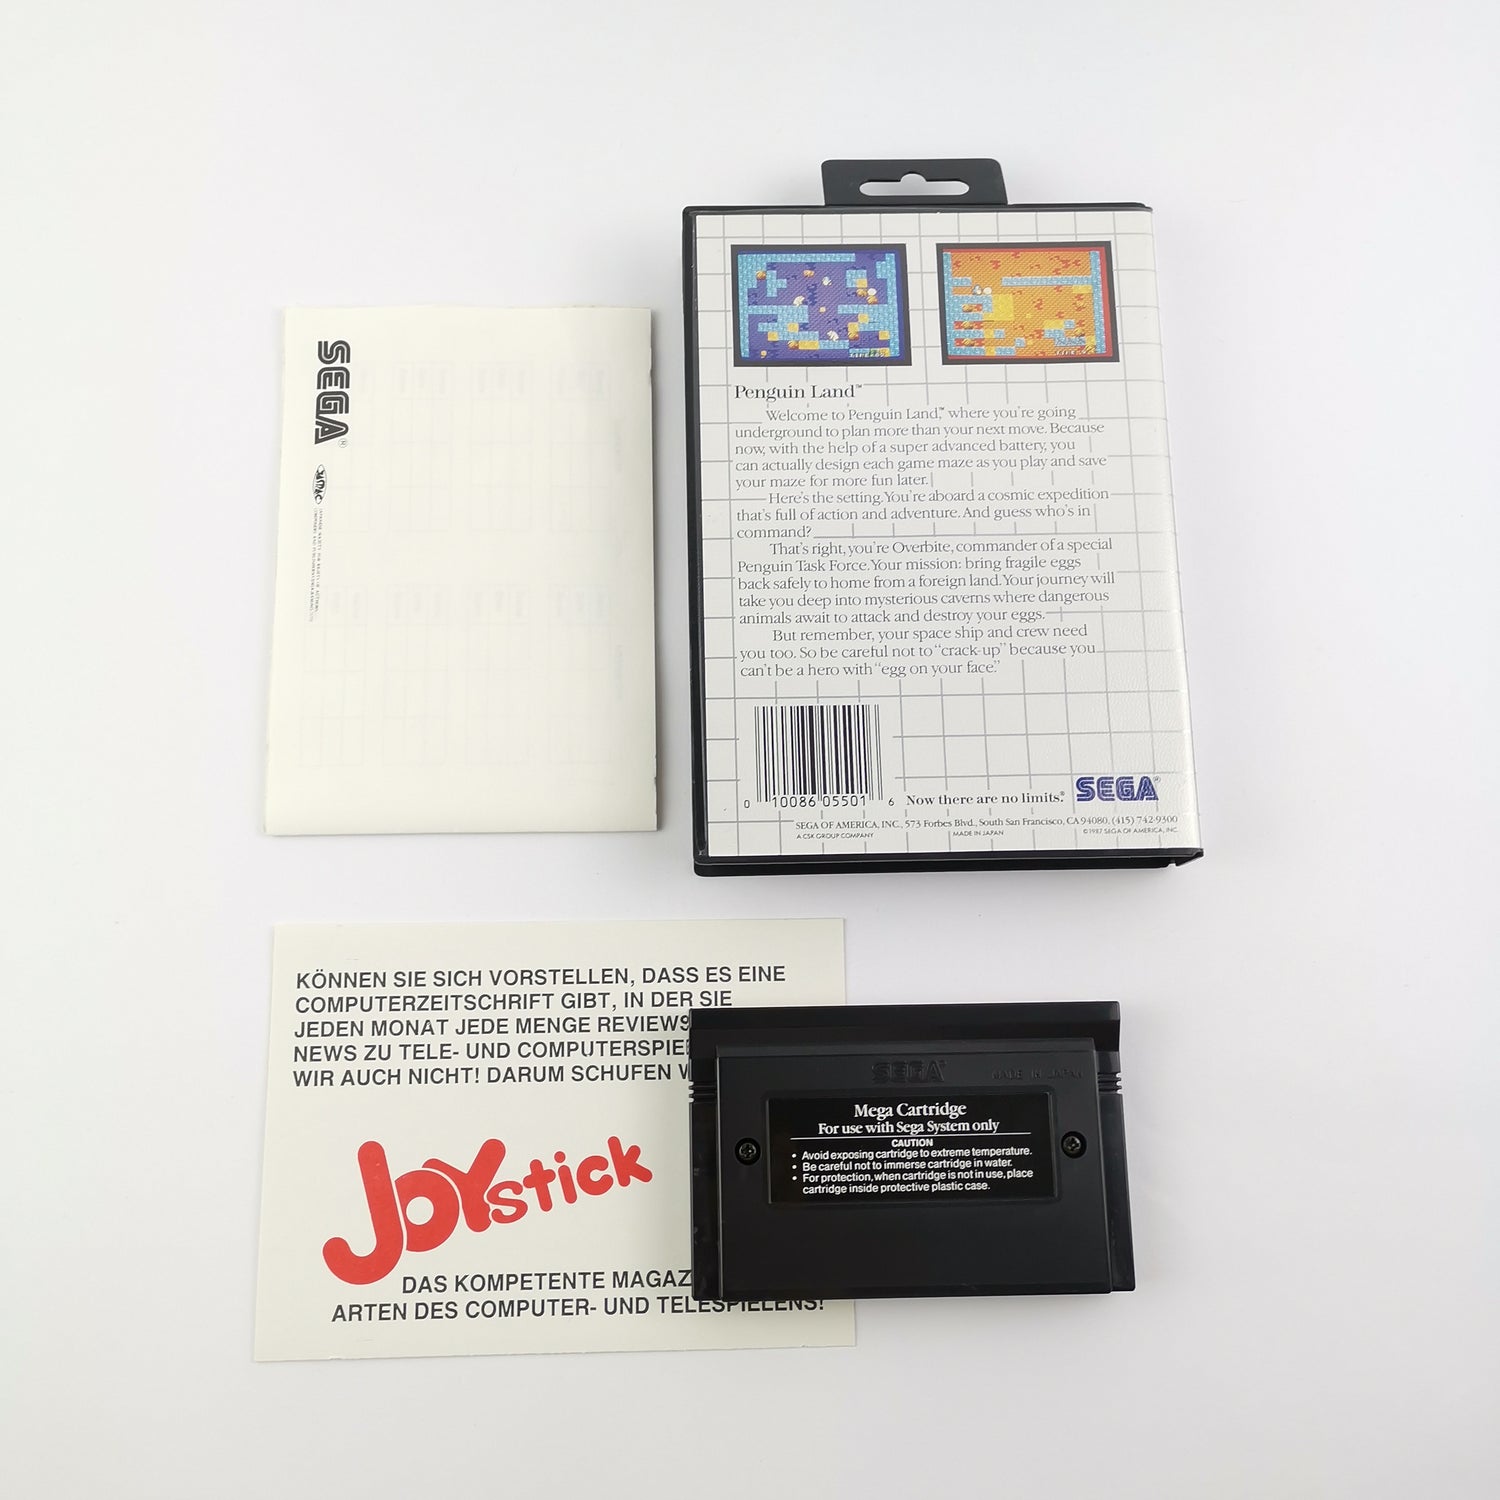 SEGA®
Penguin Land™
Welcome to Penguin Land,™ where you're going
underground to plan more than your next move. Because
now, with the help of a super advanced battery, you
can actually design each game maze as you play and save
your maze for more fun later.
Here's the setting. You're aboard a cosmic expedition
that's full of action and adventure. And guess who's in
command?
That's right, you're Overbite, commander of a special
Penguin Task Force. Your mission: bring fragile eggs
back safely to home from a foreign land. Your journey will
take you deep into mysterious caverns where dangerous
animals await to attack and destroy your eggs.
But remember, your space ship and crew need
you too. So be careful not to "crack-up" because you
can't be a hero with "egg on your face."
0 10086 05501 6
Now there are no limits.®
SEGA®
SEGA OF AMERICA, INC., 573 Forbes Blvd., South San Francisco, CA 94080. (415) 742-9300
A CSK GROUP COMPANY MADE IN JAPAN ©1987 SEGA OF AMERICA, INC.
KÖNNEN SIE SICH VORSTELLEN, DASS ES EINE
COMPUTERZEITSCHRIFT GIBT, IN DER SIE
JEDEN MONAT JEDE MENGE REVIEWS
NEWS ZU TELE- UND COMPUTERSPIE
WIR AUCH NICHT! DARUM SCHUFEN W
Joystick
DAS KOMPETENTE MAGAZ
ARTEN DES COMPUTER- UND TELESPIELENS!
SEGA
MADE IN JAPAN
Mega Cartridge
For use with Sega System only
CAUTION
• Avoid exposing cartridge to extreme temperature.
• Be careful not to immerse cartridge in water.
• For protection, when cartridge is not in use, place
cartridge inside protective plastic case.